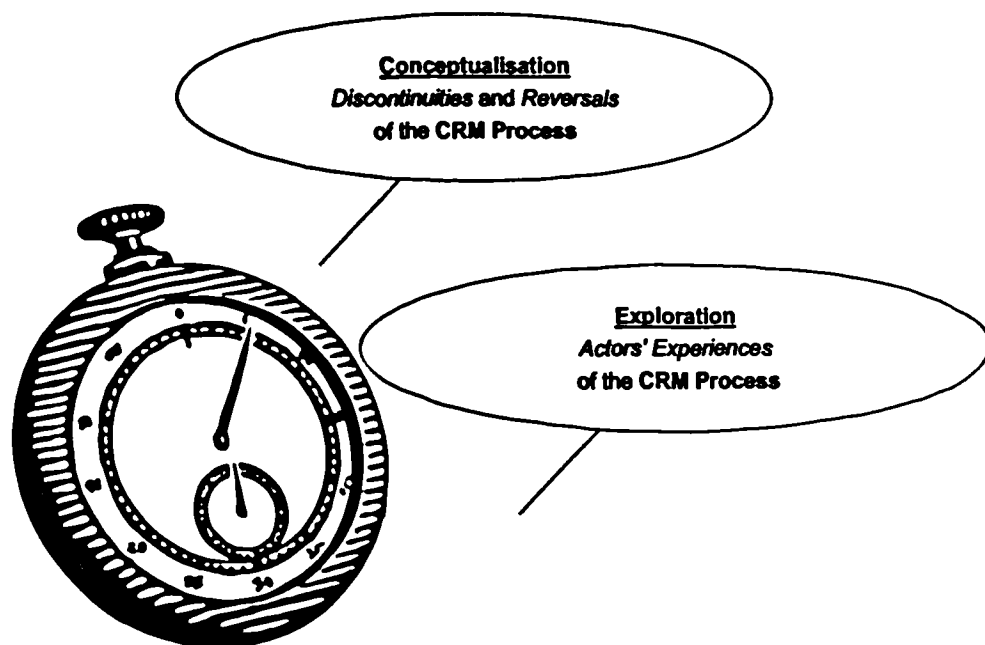 Conceptualisation
Discontinuities and Reversals
of the CRM Process
Exploration
Actors' Experiences
of the CRM Process